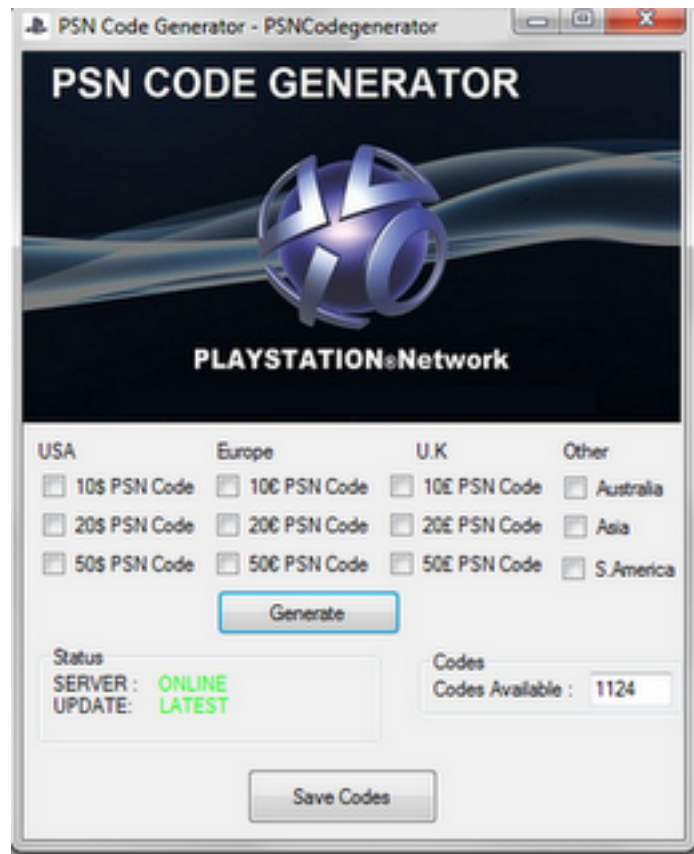 PSN Code Generator - PSNCodegenerator
PSN CODE GENERATOR
PLAYSTATION®Network
USA Europe U.K Other
10$ PSN Code 10€ PSN Code 10£ PSN Code Australia
20$ PSN Code 20€ PSN Code 20£ PSN Code Asia
50$ PSN Code 50€ PSN Code 50£ PSN Code S.America
Generate
Status
SERVER : ONLINE
UPDATE: LATEST
Codes
Codes Available : 1124
Save Codes